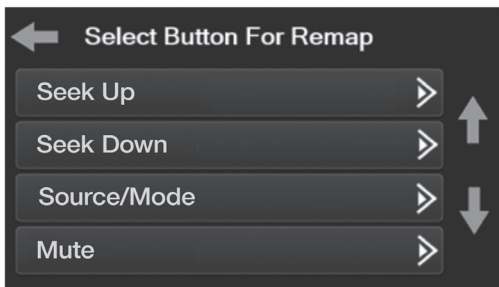 Select Button For Remap
Seek Up
Seek Down
Source/Mode
Mute